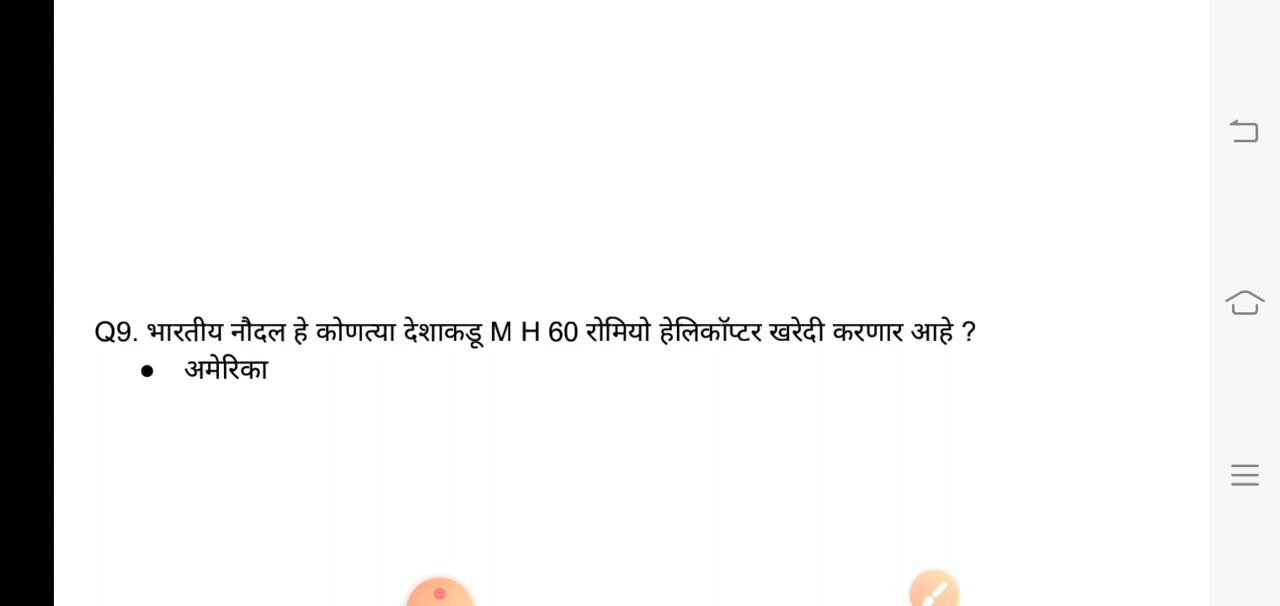 Q9. भारतीय नौदल हे कोणत्या देशाकडू M H 60 रोमियो हेलिकॉप्टर खरेदी करणार आहे ?
● अमेरिका